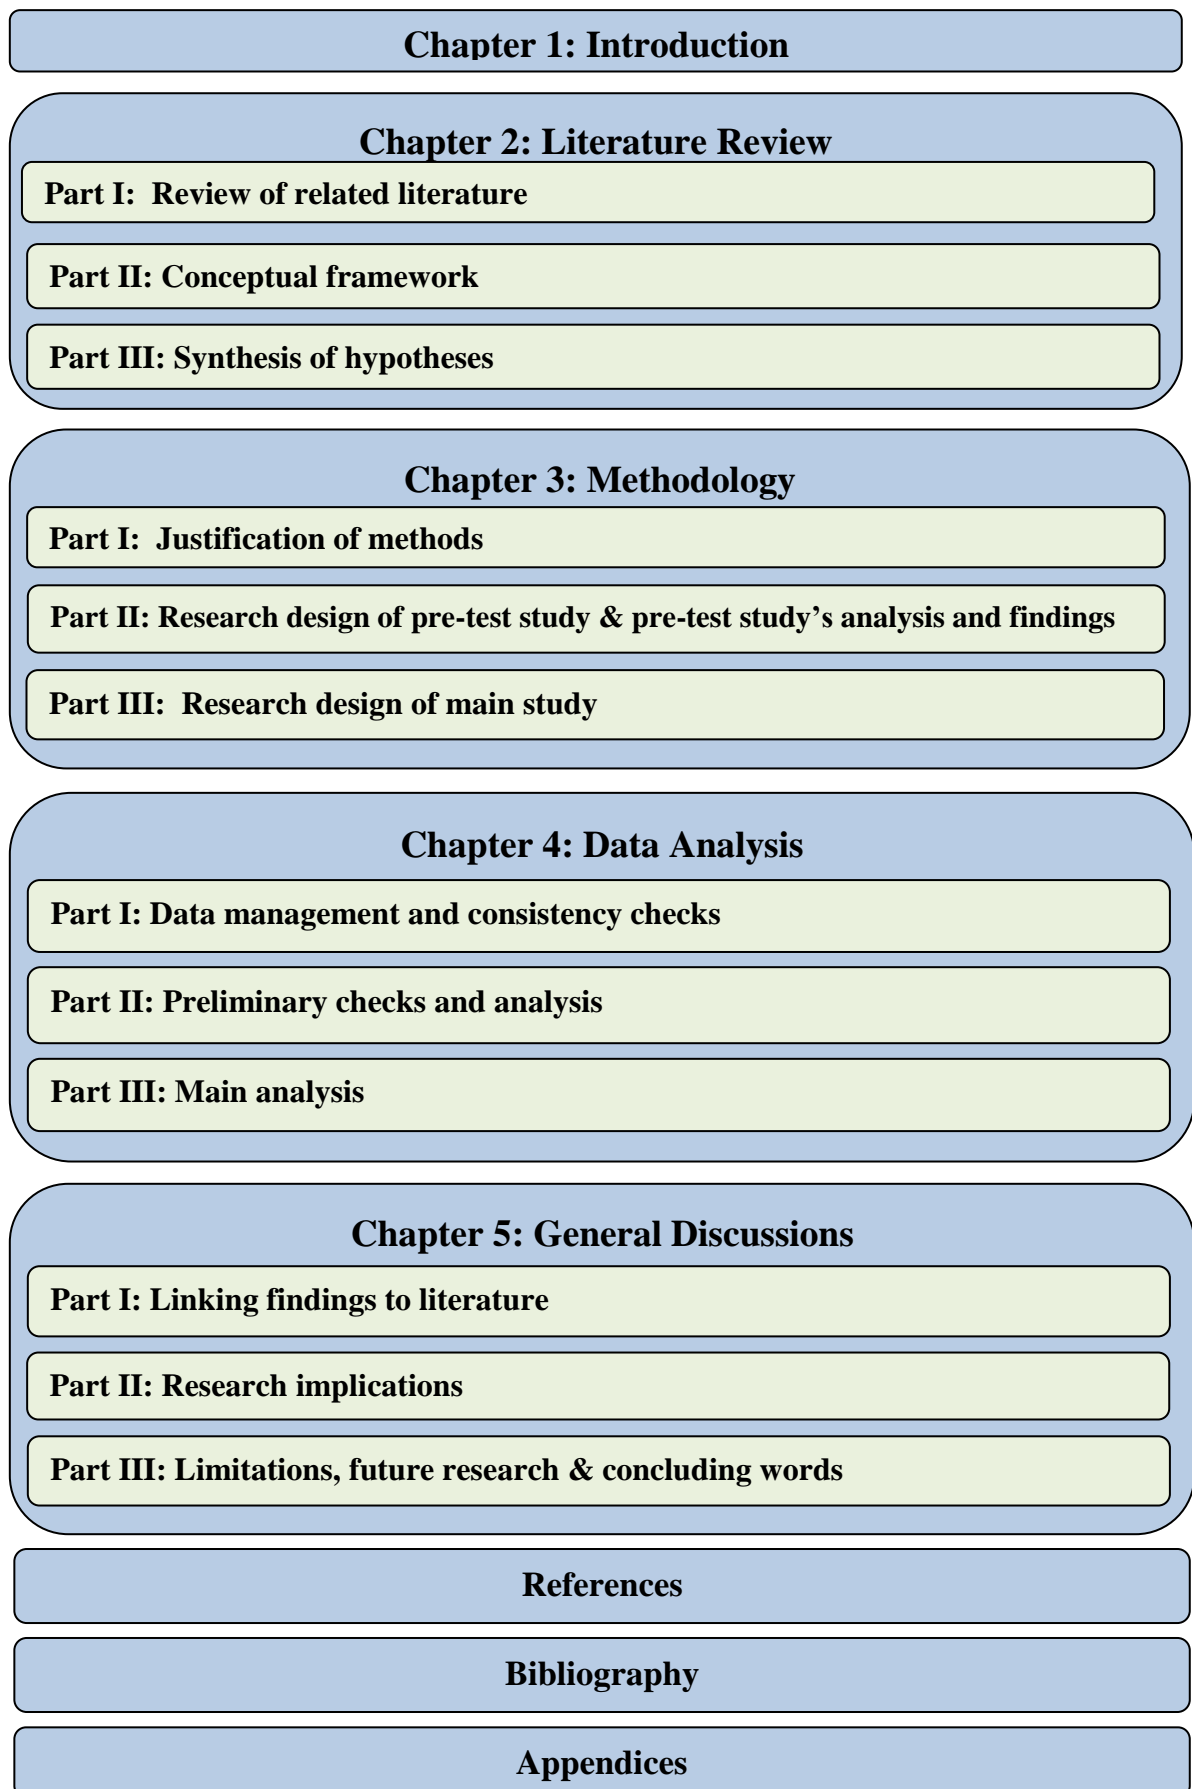 Chapter 1: Introduction
Chapter 2: Literature Review
Part I:  Review of related literature
Part II: Conceptual framework
Part III: Synthesis of hypotheses
Chapter 3: Methodology
Part I:  Justification of methods
Part II: Research design of pre-test study & pre-test study’s analysis and findings
Part III:  Research design of main study
Chapter 4: Data Analysis
Part I: Data management and consistency checks
Part II: Preliminary checks and analysis
Part III: Main analysis
Chapter 5: General Discussions
Part I: Linking findings to literature
Part II: Research implications
Part III: Limitations, future research & concluding words
References
Bibliography
Appendices